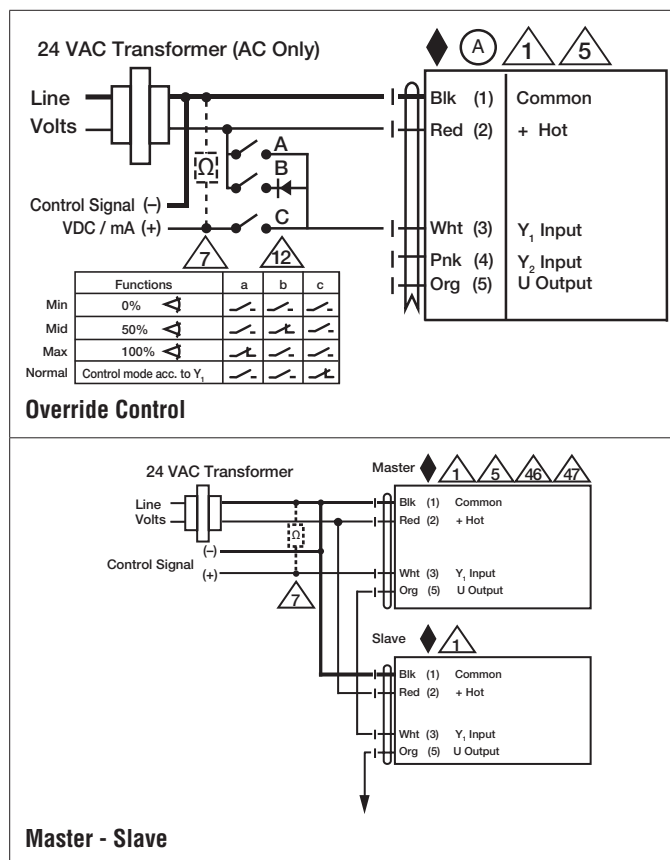 24 VAC Transformer (AC Only)
A
1
5
Line
Volts
Blk (1) Common
Red (2) + Hot
A
Ω
B
Control Signal (–)
VDC / mA (+)
C
Wht (3) Y1 Input
Pnk (4) Y2 Input
Org (5) U Output
7
12
Functions a b c
Min 0%
Mid 50%
Max 100%
Normal Control mode acc. to Y1
Override Control
24 VAC Transformer
Master 1 5 46 47
Line
Volts
Blk (1) Common
Red (2) + Hot
Ω
(–)
Control Signal
(+)
Wht (3) Y1 Input
Org (5) U Output
7
Slave 1
Blk (1) Common
Red (2) + Hot
Wht (3) Y1 Input
Org (5) U Output
Master - Slave